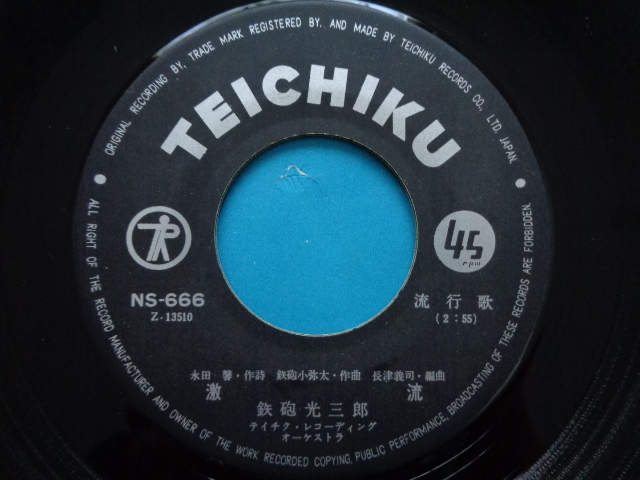 ORIGINAL RECORDING BY, TRADE MARK REGISTERED BY, AND MADE BY TEICHIKU RECORDS CO., LTD. JAPAN.
TEICHIKU
45
rpm
NS-666
Z-13510
流行歌
(2:55)
永田 馨・作詩 鉄砲小弥太・作曲 長津義司・編曲
激流
鉄砲光三郎
テイチク・レコーディング
オーケストラ
ALL RIGHT OF THE RECORD MANUFACTURER AND OWNER OF THE WORK RECORDED COPYING, PUBLIC PERFORMANCE, BROADCASTING OF THESE RECORDS ARE FORBIDDEN.